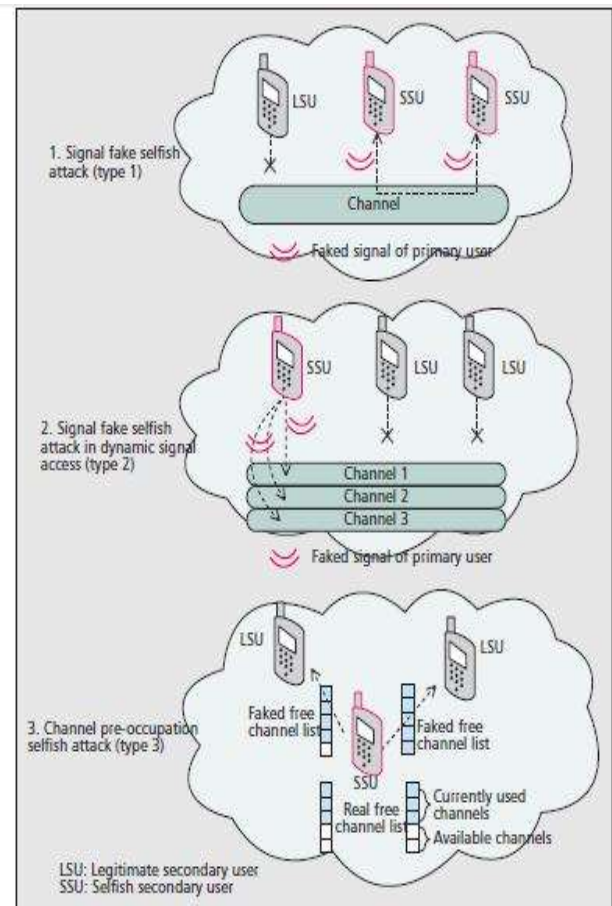 LSU
SSU
SSU
1. Signal fake selfish
attack (type 1)
Channel
Faked signal of primary user
SSU
LSU
LSU
2. Signal fake selfish
attack in dynamic signal
access (type 2)
Channel 1
Channel 2
Channel 3
Faked signal of primary user
LSU
LSU
3. Channel pre-occupation
selfish attack (type 3)
Faked free
channel list
Faked free
channel list
SSU
Real free
channel list
Currently used
channels
Available channels
LSU: Legitimate secondary user
SSU: Selfish secondary user